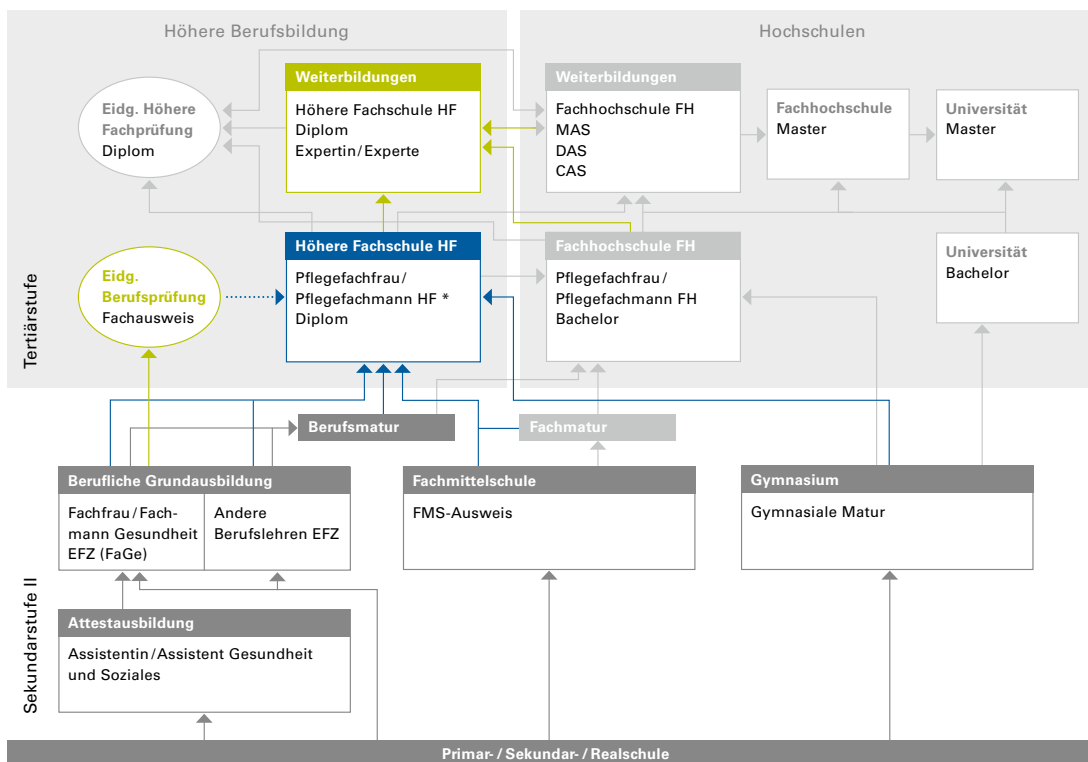 Höhere Berufsbildung
Hochschulen
Tertiärstufe
Eidg. Höhere
Fachprüfung
Diplom
Weiterbildungen
Höhere Fachschule HF
Diplom
Expertin/Experte
Weiterbildungen
Fachhochschule FH
MAS
DAS
CAS
Fachhochschule
Master
Universität
Master
Eidg.
Berufsprüfung
Fachausweis
Höhere Fachschule HF
Pflegefachfrau/
Pflegefachmann HF *
Diplom
Fachhochschule FH
Pflegefachfrau/
Pflegefachmann FH
Bachelor
Universität
Bachelor
Berufsmatur
Fachmatur
Sekundarstufe II
Berufliche Grundausbildung
Fachfrau/Fach-
mann Gesundheit
EFZ (FaGe)
Andere
Berufslehren EFZ
Fachmittelschule
FMS-Ausweis
Gymnasium
Gymnasiale Matur
Attestausbildung
Assistentin/Assistent Gesundheit
und Soziales
Primar- / Sekundar- / Realschule